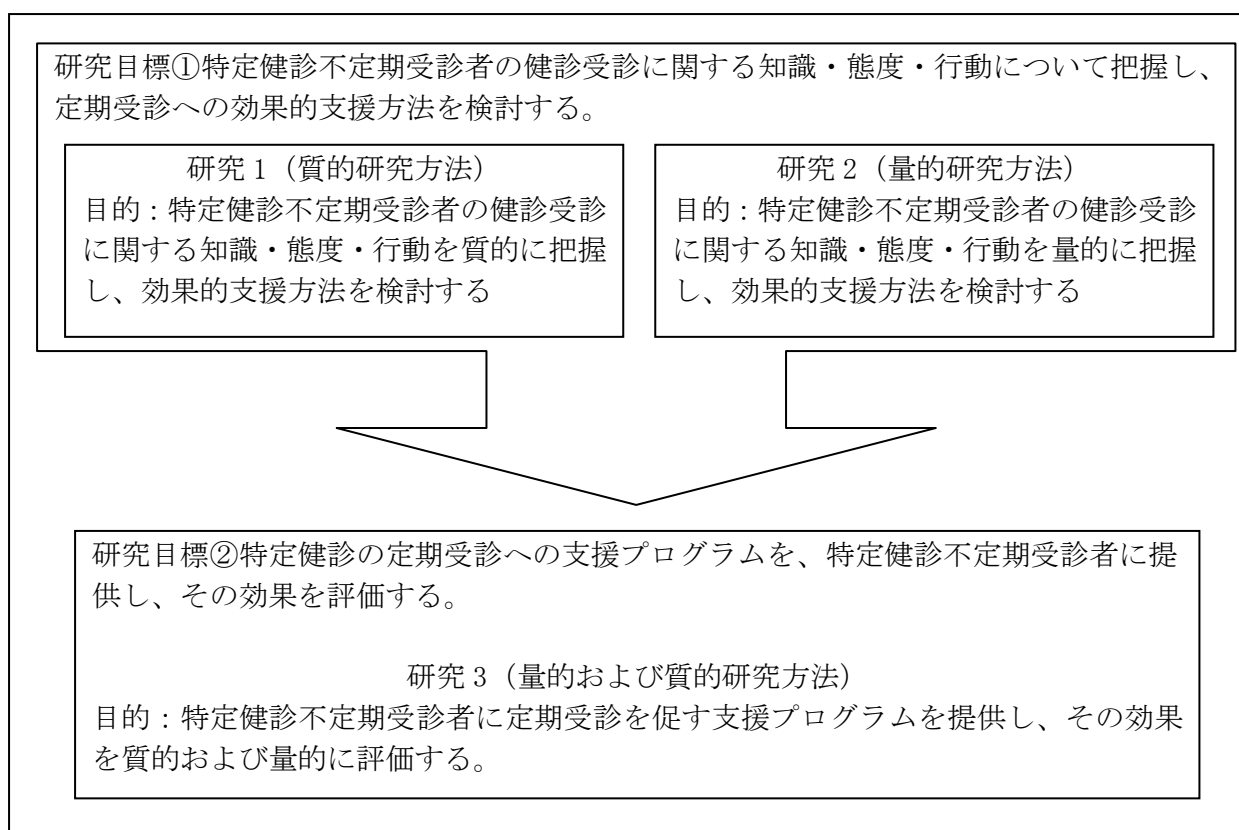 研究目標①特定健診不定期受診者の健診受診に関する知識・態度・行動について把握し、
定期受診への効果的支援方法を検討する。
研究1（質的研究方法）
目的：特定健診不定期受診者の健診受診
に関する知識・態度・行動を質的に把握
し、効果的支援方法を検討する
研究2（量的研究方法）
目的：特定健診不定期受診者の健診受診
に関する知識・態度・行動を量的に把握
し、効果的支援方法を検討する
研究目標②特定健診の定期受診への支援プログラムを、特定健診不定期受診者に提
供し、その効果を評価する。
研究3（量的および質的研究方法）
目的：特定健診不定期受診者に定期受診を促す支援プログラムを提供し、その効果
を質的および量的に評価する。